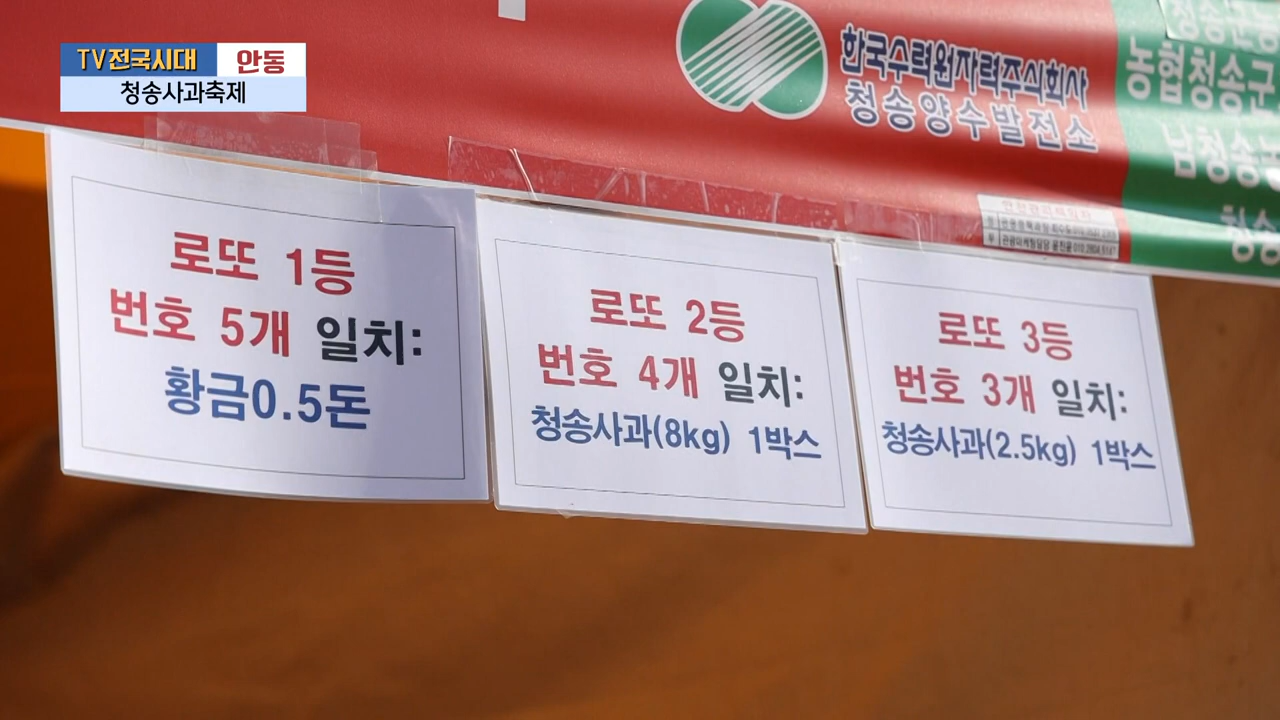 TV전국시대 안동
청송사과축제
한국수력원자력주식회사
청송양수발전소
농협청송군
남청송농
청송
로또 1등
번호 5개 일치:
황금0.5돈
로또 2등
번호 4개 일치:
청송사과(8kg) 1박스
로또 3등
번호 3개 일치:
청송사과(2.5kg) 1박스